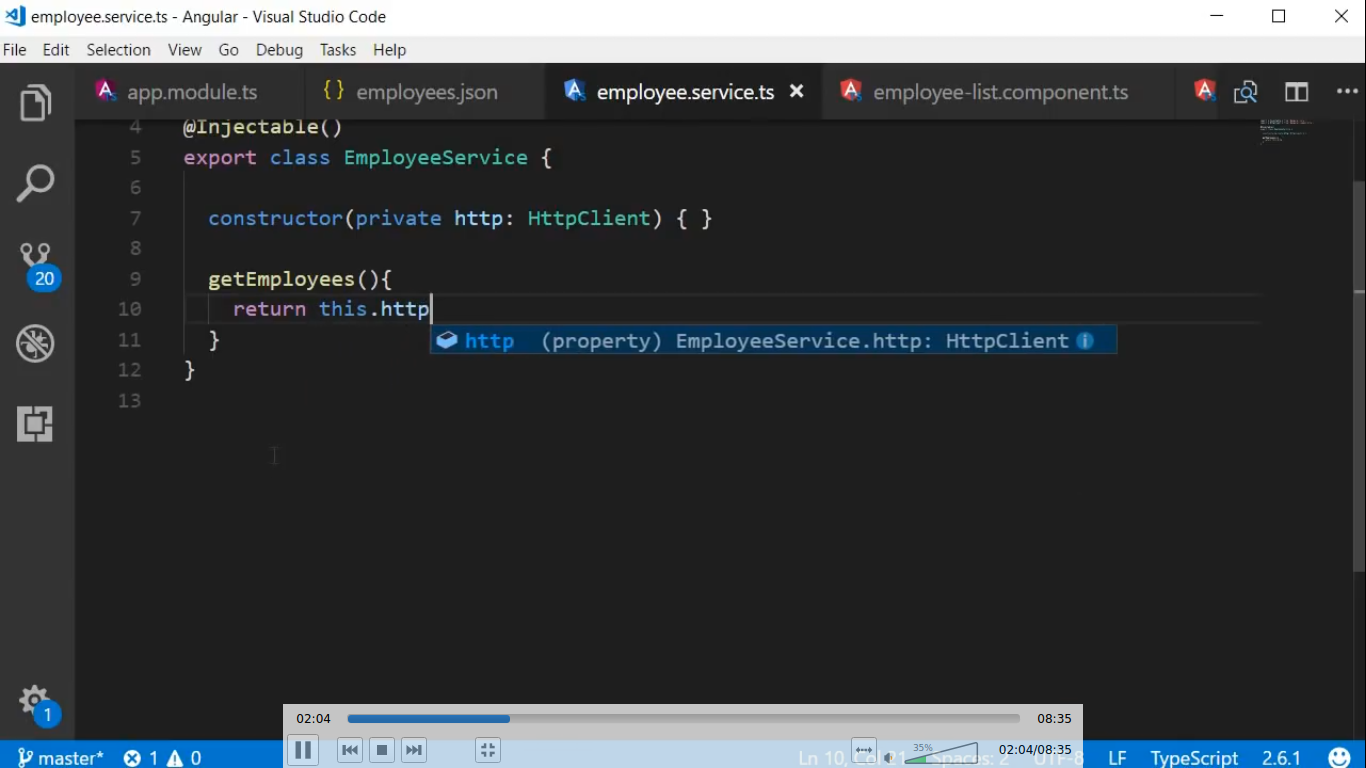 employee.service.ts - Angular - Visual Studio Code
File Edit Selection View Go Debug Tasks Help
app.module.ts {} employees.json employee.service.ts employee-list.component.ts
4 @Injectable()
5 export class EmployeeService {
6
7 constructor(private http: HttpClient) { }
8
9 getEmployees(){
10 return this.http
http (property) EmployeeService.http: HttpClient
11 }
12 }
13
20
1
02:04 08:35
35% 02:04/08:35
master* 1 0 Ln 10, Col 21 Spaces: 2 UTF-8 LF TypeScript 2.6.1